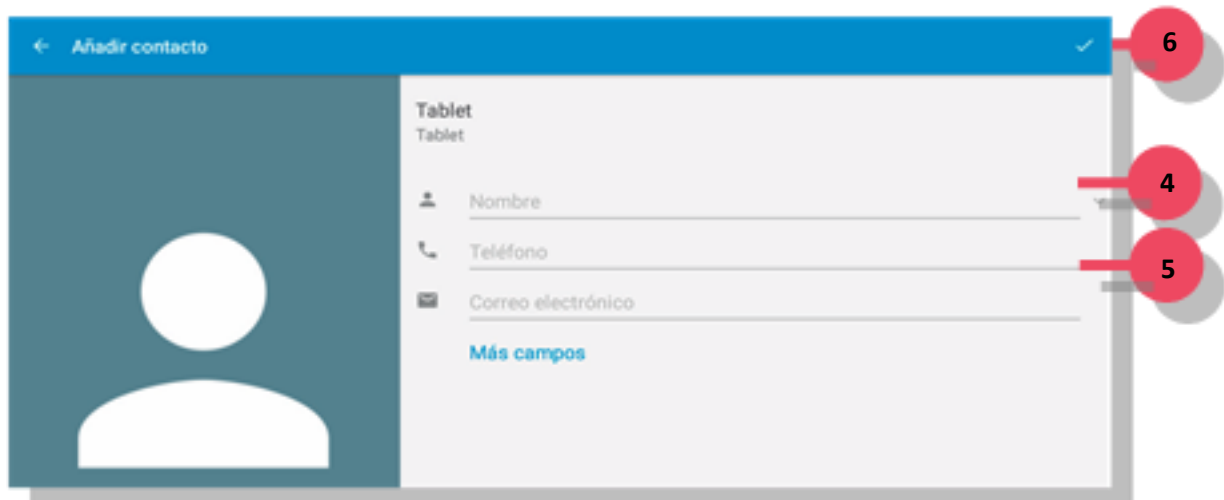 Añadir contacto
6
Tablet
Tablet
4
Nombre
Teléfono
5
Correo electrónico
Más campos